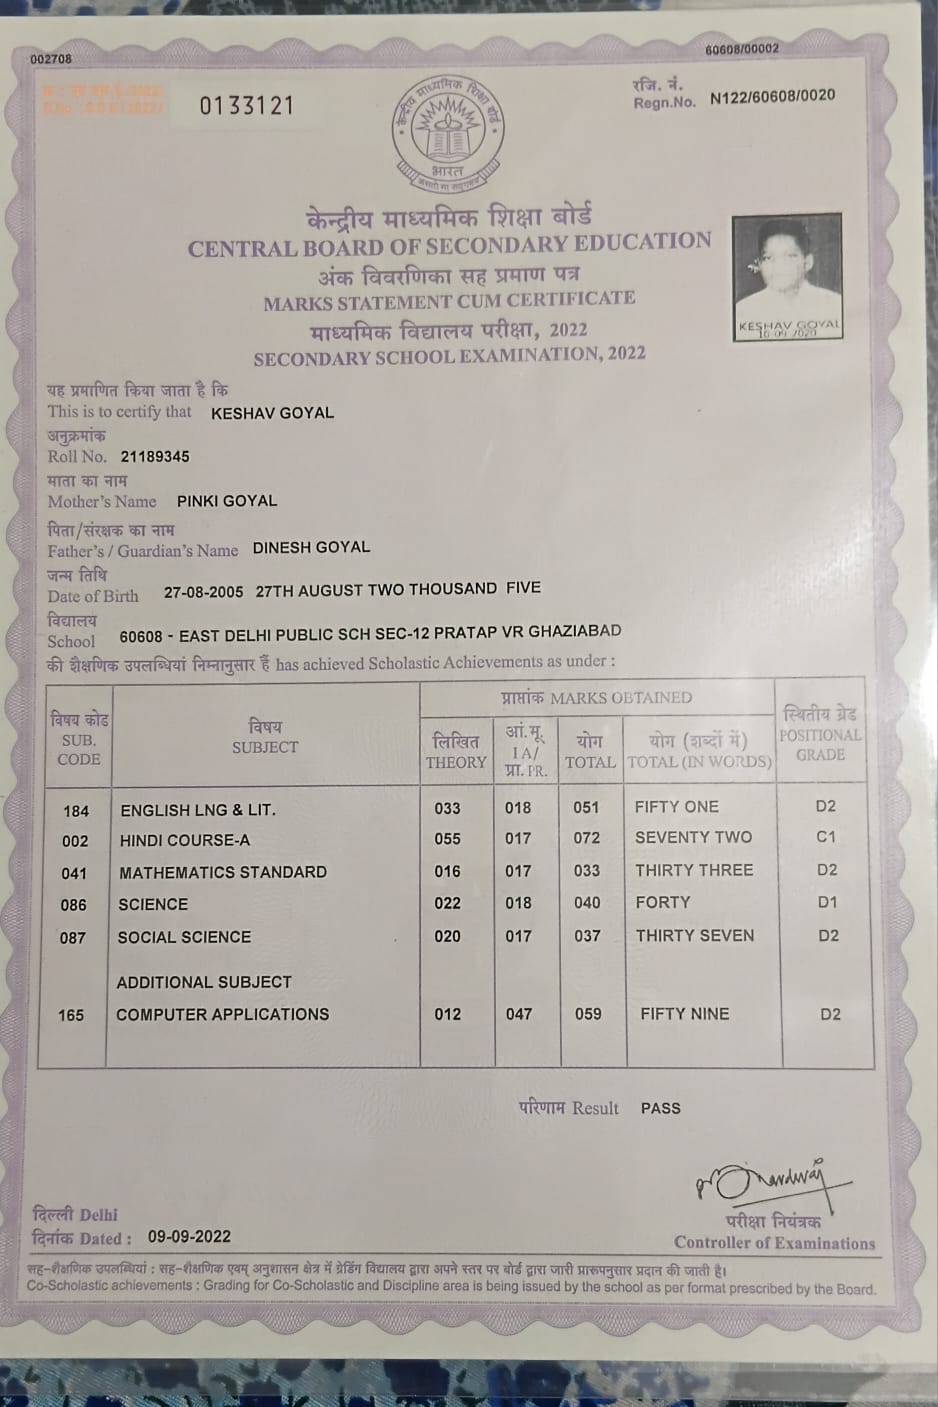 002708
60608/00002
0133121
रजि. नं.
Regn.No. N122/60608/0020
केन्द्रीय माध्यमिक शिक्षा बोर्ड
भारत
केन्द्रीय माध्यमिक शिक्षा बोर्ड
CENTRAL BOARD OF SECONDARY EDUCATION
अंक विवरणिका सह प्रमाण पत्र
MARKS STATEMENT CUM CERTIFICATE
माध्यमिक विद्यालय परीक्षा, 2022
SECONDARY SCHOOL EXAMINATION, 2022
KESHAV GOYAL
10-09-2020
यह प्रमाणित किया जाता है कि
This is to certify that KESHAV GOYAL
अनुक्रमांक
Roll No. 21189345
माता का नाम
Mother's Name PINKI GOYAL
पिता/संरक्षक का नाम
Father's / Guardian's Name DINESH GOYAL
जन्म तिथि
Date of Birth 27-08-2005 27TH AUGUST TWO THOUSAND FIVE
विद्यालय
School 60608 - EAST DELHI PUBLIC SCH SEC-12 PRATAP VR GHAZIABAD
की शैक्षणिक उपलब्धियां निम्नानुसार हैं has achieved Scholastic Achievements as under :
विषय कोड
SUB.
CODE
विषय
SUBJECT
प्राप्तांक MARKS OBTAINED
लिखित
THEORY
आं.मू.
I A/
प्रा. PR.
योग
TOTAL
योग (शब्दों में)
TOTAL (IN WORDS)
स्थितीय ग्रेड
POSITIONAL
GRADE
184 ENGLISH LNG & LIT. 033 018 051 FIFTY ONE D2
002 HINDI COURSE-A 055 017 072 SEVENTY TWO C1
041 MATHEMATICS STANDARD 016 017 033 THIRTY THREE D2
086 SCIENCE 022 018 040 FORTY D1
087 SOCIAL SCIENCE 020 017 037 THIRTY SEVEN D2
ADDITIONAL SUBJECT
165 COMPUTER APPLICATIONS 012 047 059 FIFTY NINE D2
परिणाम Result PASS
दिल्ली Delhi
दिनांक Dated : 09-09-2022
परीक्षा नियंत्रक
Controller of Examinations
सह-शैक्षणिक उपलब्धियां : सह-शैक्षणिक एवम् अनुशासन क्षेत्र में ग्रेडिंग विद्यालय द्वारा अपने स्तर पर बोर्ड द्वारा जारी प्रारूपनुसार प्रदान की जाती है।
Co-Scholastic achievements : Grading for Co-Scholastic and Discipline area is being issued by the school as per format prescribed by the Board.